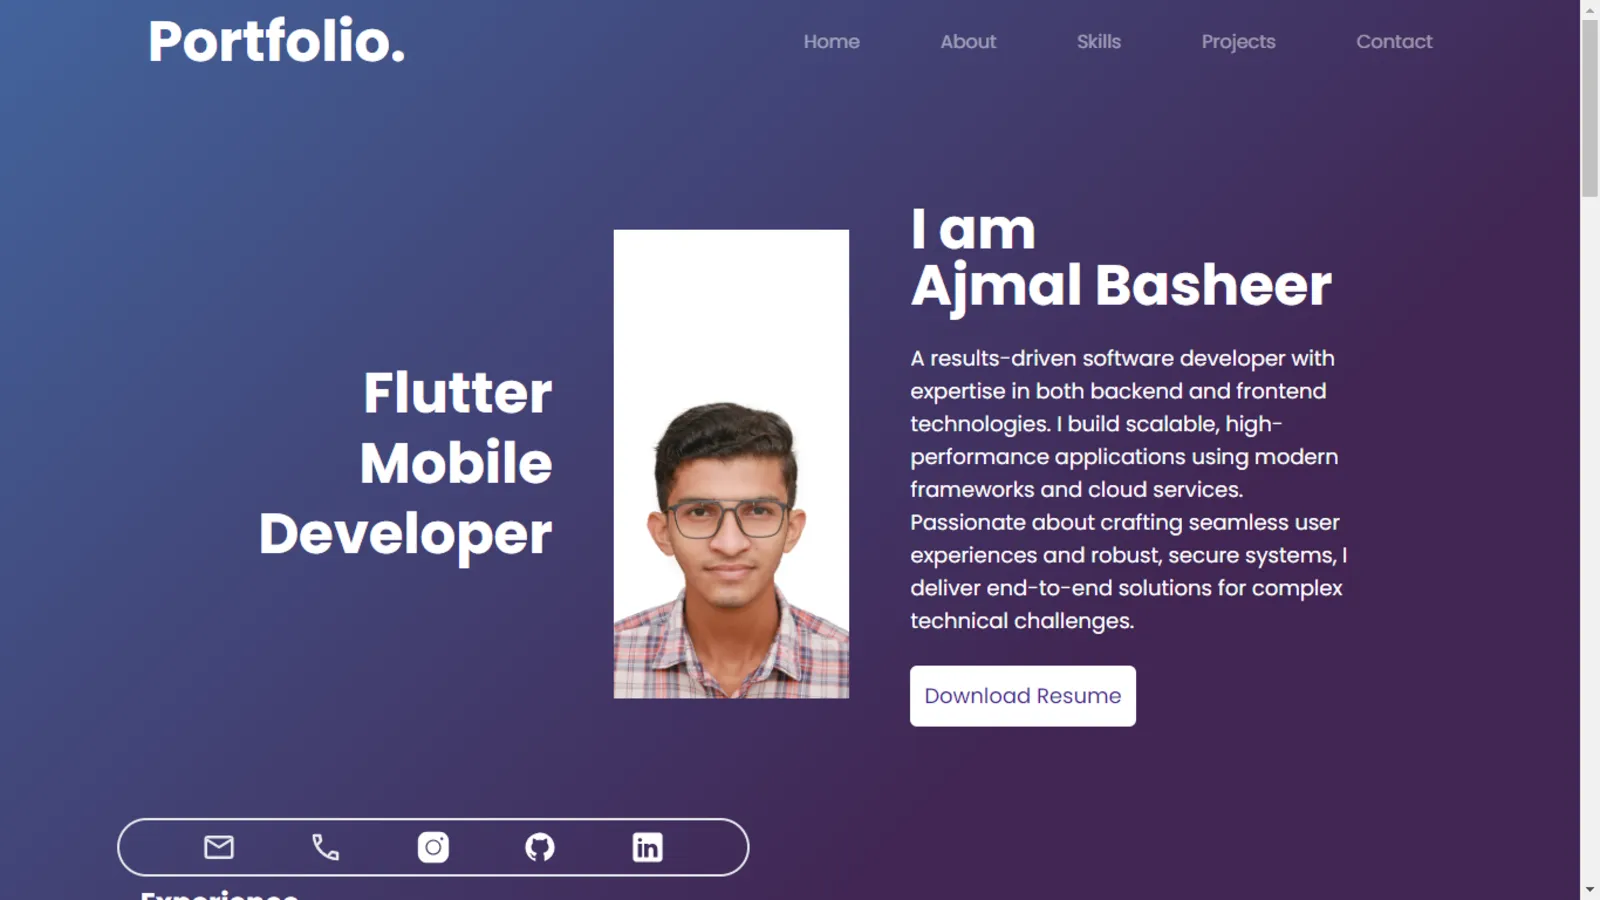 Portfolio.
Home
About
Skills
Projects
Contact
Flutter
Mobile
Developer
I am
Ajmal Basheer
A results-driven software developer with
expertise in both backend and frontend
technologies. I build scalable, high-
performance applications using modern
frameworks and cloud services.
Passionate about crafting seamless user
experiences and robust, secure systems, I
deliver end-to-end solutions for complex
technical challenges.
Download Resume
in
Experience